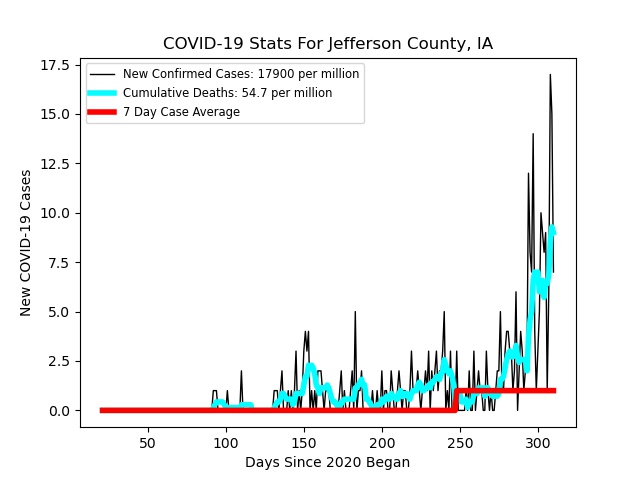 COVID-19 Stats For Jefferson County, IA
17.5
15.0
12.5
10.0
7.5
5.0
2.5
0.0
New COVID-19 Cases
New Confirmed Cases: 17900 per million
Cumulative Deaths: 54.7 per million
7 Day Case Average
50 100 150 200 250 300
Days Since 2020 Began